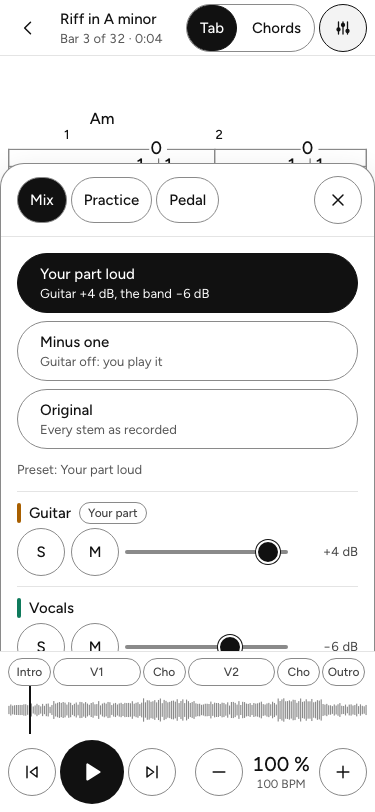 Riff in A minor
Bar 3 of 32 · 0:04
Tab
Chords
Am
1
2
0
0
1
1
1
1
Mix
Practice
Pedal
Your part loud
Guitar +4 dB, the band −6 dB
Minus one
Guitar off: you play it
Original
Every stem as recorded
Preset: Your part loud
Guitar
Your part
S
M
+4 dB
Vocals
S
M
−6 dB
Intro
V1
Cho
V2
Cho
Outro
100 %
100 BPM